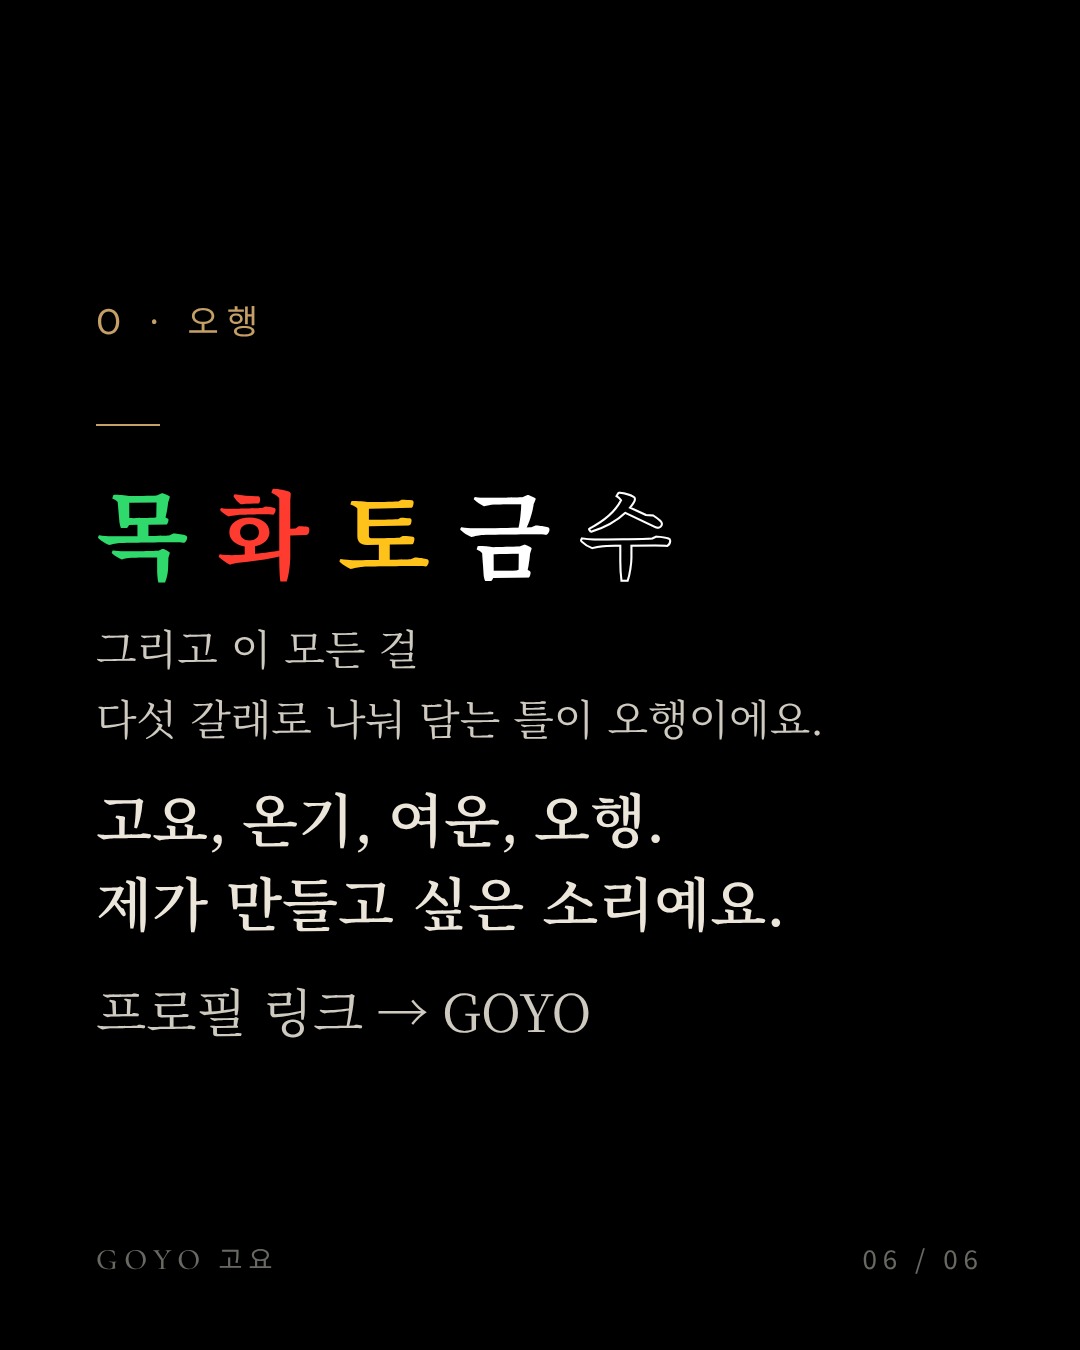 O · 오행
목 화 토 금 수
그리고 이 모든 걸
다섯 갈래로 나눠 담는 틀이 오행이에요.
고요, 온기, 여운, 오행.
제가 만들고 싶은 소리예요.
프로필 링크 → GOYO
GOYO 고요
06 / 06